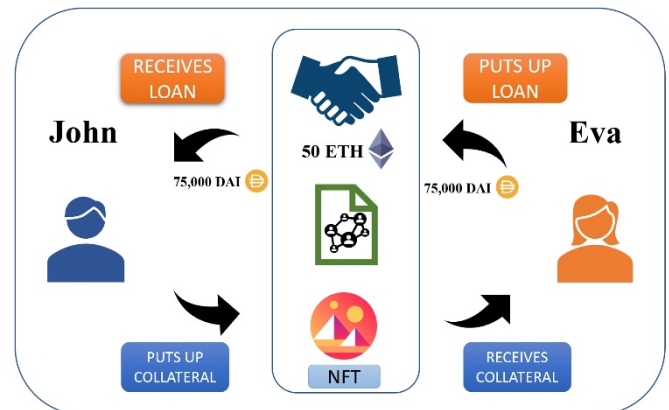 RECEIVES
LOAN
PUTS UP
LOAN
John
Eva
50 ETH
75,000 DAI
75,000 DAI
PUTS UP
COLLATERAL
NFT
RECEIVES
COLLATERAL